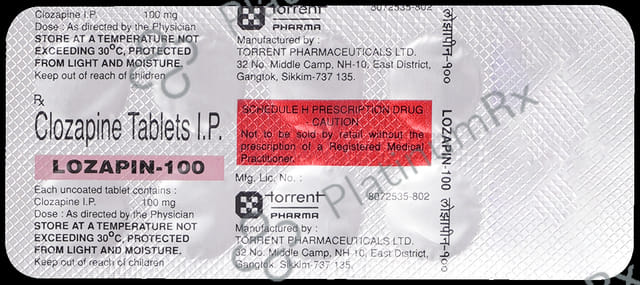 Clozapine I.P. 100 mg
Dose : As directed by the Physician
STORE AT A TEMPERATURE NOT
EXCEEDING 30°C, PROTECTED
FROM LIGHT AND MOISTURE.
Keep out of reach of children
Rx
Clozapine Tablets I.P.
LOZAPIN-100
Each uncoated tablet contains :
Clozapine I.P. 100 mg
Dose : As directed by the Physician
STORE AT A TEMPERATURE NOT
EXCEEDING 30°C, PROTECTED
FROM LIGHT AND MOISTURE.
Keep out of reach of children
torrent 8072535-802
PHARMA
Manufactured by :
TORRENT PHARMACEUTICALS LTD.
32 No. Middle Camp, NH-10, East District,
Gangtok, Sikkim-737 135.
SCHEDULE H PRESCRIPTION DRUG
- CAUTION
Not to be sold by retail without the
prescription of a Registered Medical
Practitioner.
Mfg. Lic. No. :
torrent 8072535-802
PHARMA
Manufactured by :
TORRENT PHARMACEUTICALS LTD.
32 No. Middle Camp, NH-10, East District,
Gangtok, Sikkim-737 135.
लोज़ापिन-१००
LOZAPIN-100 लोज़ापिन-१००
PlatinumRx